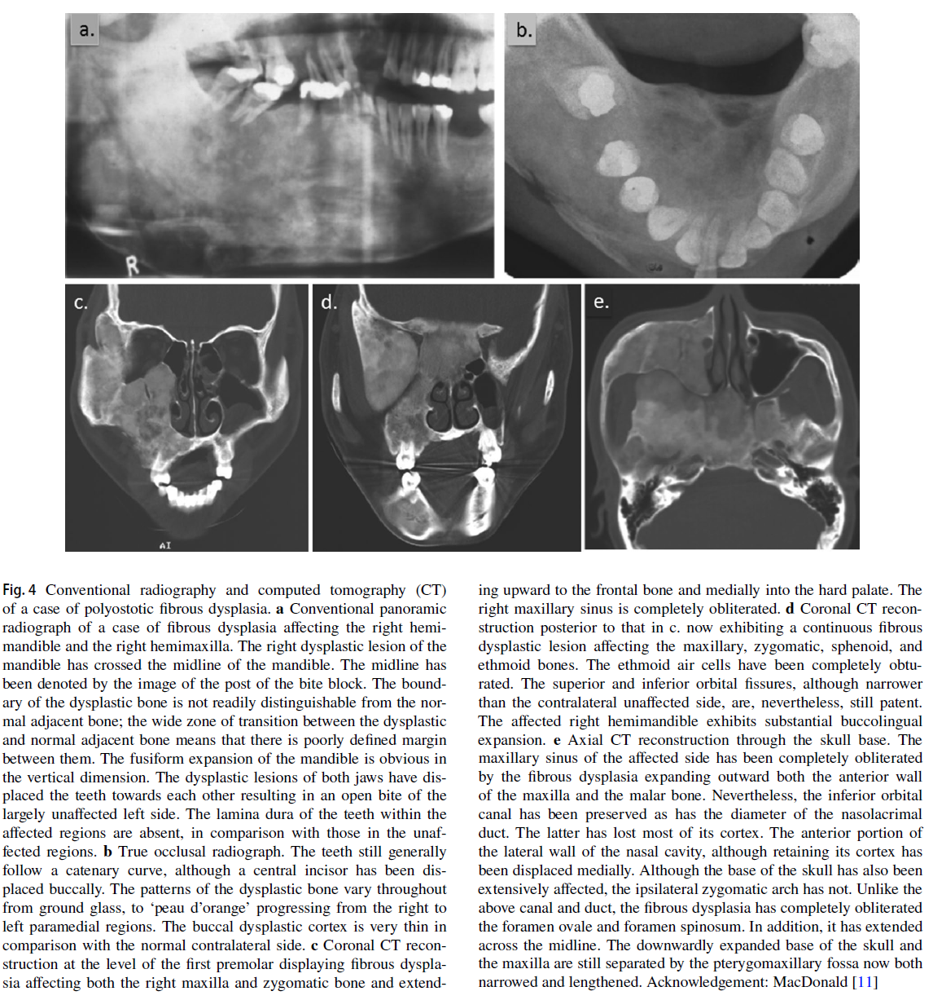 a.
b.
R
c.
d.
e.
AI
Fig. 4 Conventional radiography and computed tomography (CT)
of a case of polyostotic fibrous dysplasia. a Conventional panoramic
radiograph of a case of fibrous dysplasia affecting the right hemi-
mandible and the right hemimaxilla. The right dysplastic lesion of the
mandible has crossed the midline of the mandible. The midline has
been denoted by the image of the post of the bite block. The bound-
ary of the dysplastic bone is not readily distinguishable from the nor-
mal adjacent bone; the wide zone of transition between the dysplastic
and normal adjacent bone means that there is poorly defined margin
between them. The fusiform expansion of the mandible is obvious in
the vertical dimension. The dysplastic lesions of both jaws have dis-
placed the teeth towards each other resulting in an open bite of the
largely unaffected left side. The lamina dura of the teeth within the
affected regions are absent, in comparison with those in the unaf-
fected regions. b True occlusal radiograph. The teeth still generally
follow a catenary curve, although a central incisor has been dis-
placed buccally. The patterns of the dysplastic bone vary throughout
from ground glass, to ‘peau d’orange’ progressing from the right to
left paramedial regions. The buccal dysplastic cortex is very thin in
comparison with the normal contralateral side. c Coronal CT recon-
struction at the level of the first premolar displaying fibrous dyspla-
sia affecting both the right maxilla and zygomatic bone and extend-
ing upward to the frontal bone and medially into the hard palate. The
right maxillary sinus is completely obliterated. d Coronal CT recon-
struction posterior to that in c. now exhibiting a continuous fibrous
dysplastic lesion affecting the maxillary, zygomatic, sphenoid, and
ethmoid bones. The ethmoid air cells have been completely obtu-
rated. The superior and inferior orbital fissures, although narrower
than the contralateral unaffected side, are, nevertheless, still patent.
The affected right hemimandible exhibits substantial buccolingual
expansion. e Axial CT reconstruction through the skull base. The
maxillary sinus of the affected side has been completely obliterated
by the fibrous dysplasia expanding outward both the anterior wall
of the maxilla and the malar bone. Nevertheless, the inferior orbital
canal has been preserved as has the diameter of the nasolacrimal
duct. The latter has lost most of its cortex. The anterior portion of
the lateral wall of the nasal cavity, although retaining its cortex has
been displaced medially. Although the base of the skull has also been
extensively affected, the ipsilateral zygomatic arch has not. Unlike the
above canal and duct, the fibrous dysplasia has completely obliterated
the foramen ovale and foramen spinosum. In addition, it has extended
across the midline. The downwardly expanded base of the skull and
the maxilla are still separated by the pterygomaxillary fossa now both
narrowed and lengthened. Acknowledgement: MacDonald [11]